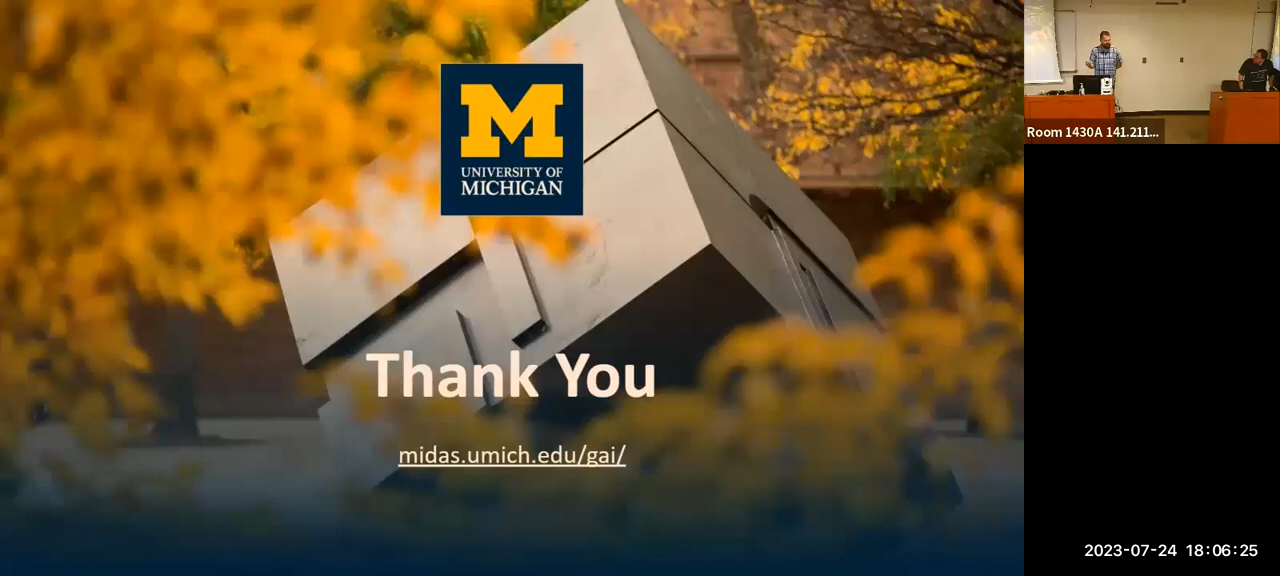 M
UNIVERSITY OF
MICHIGAN
Thank You
midas.umich.edu/gai/
Room 1430A 141.211...
2023-07-24 18:06:25